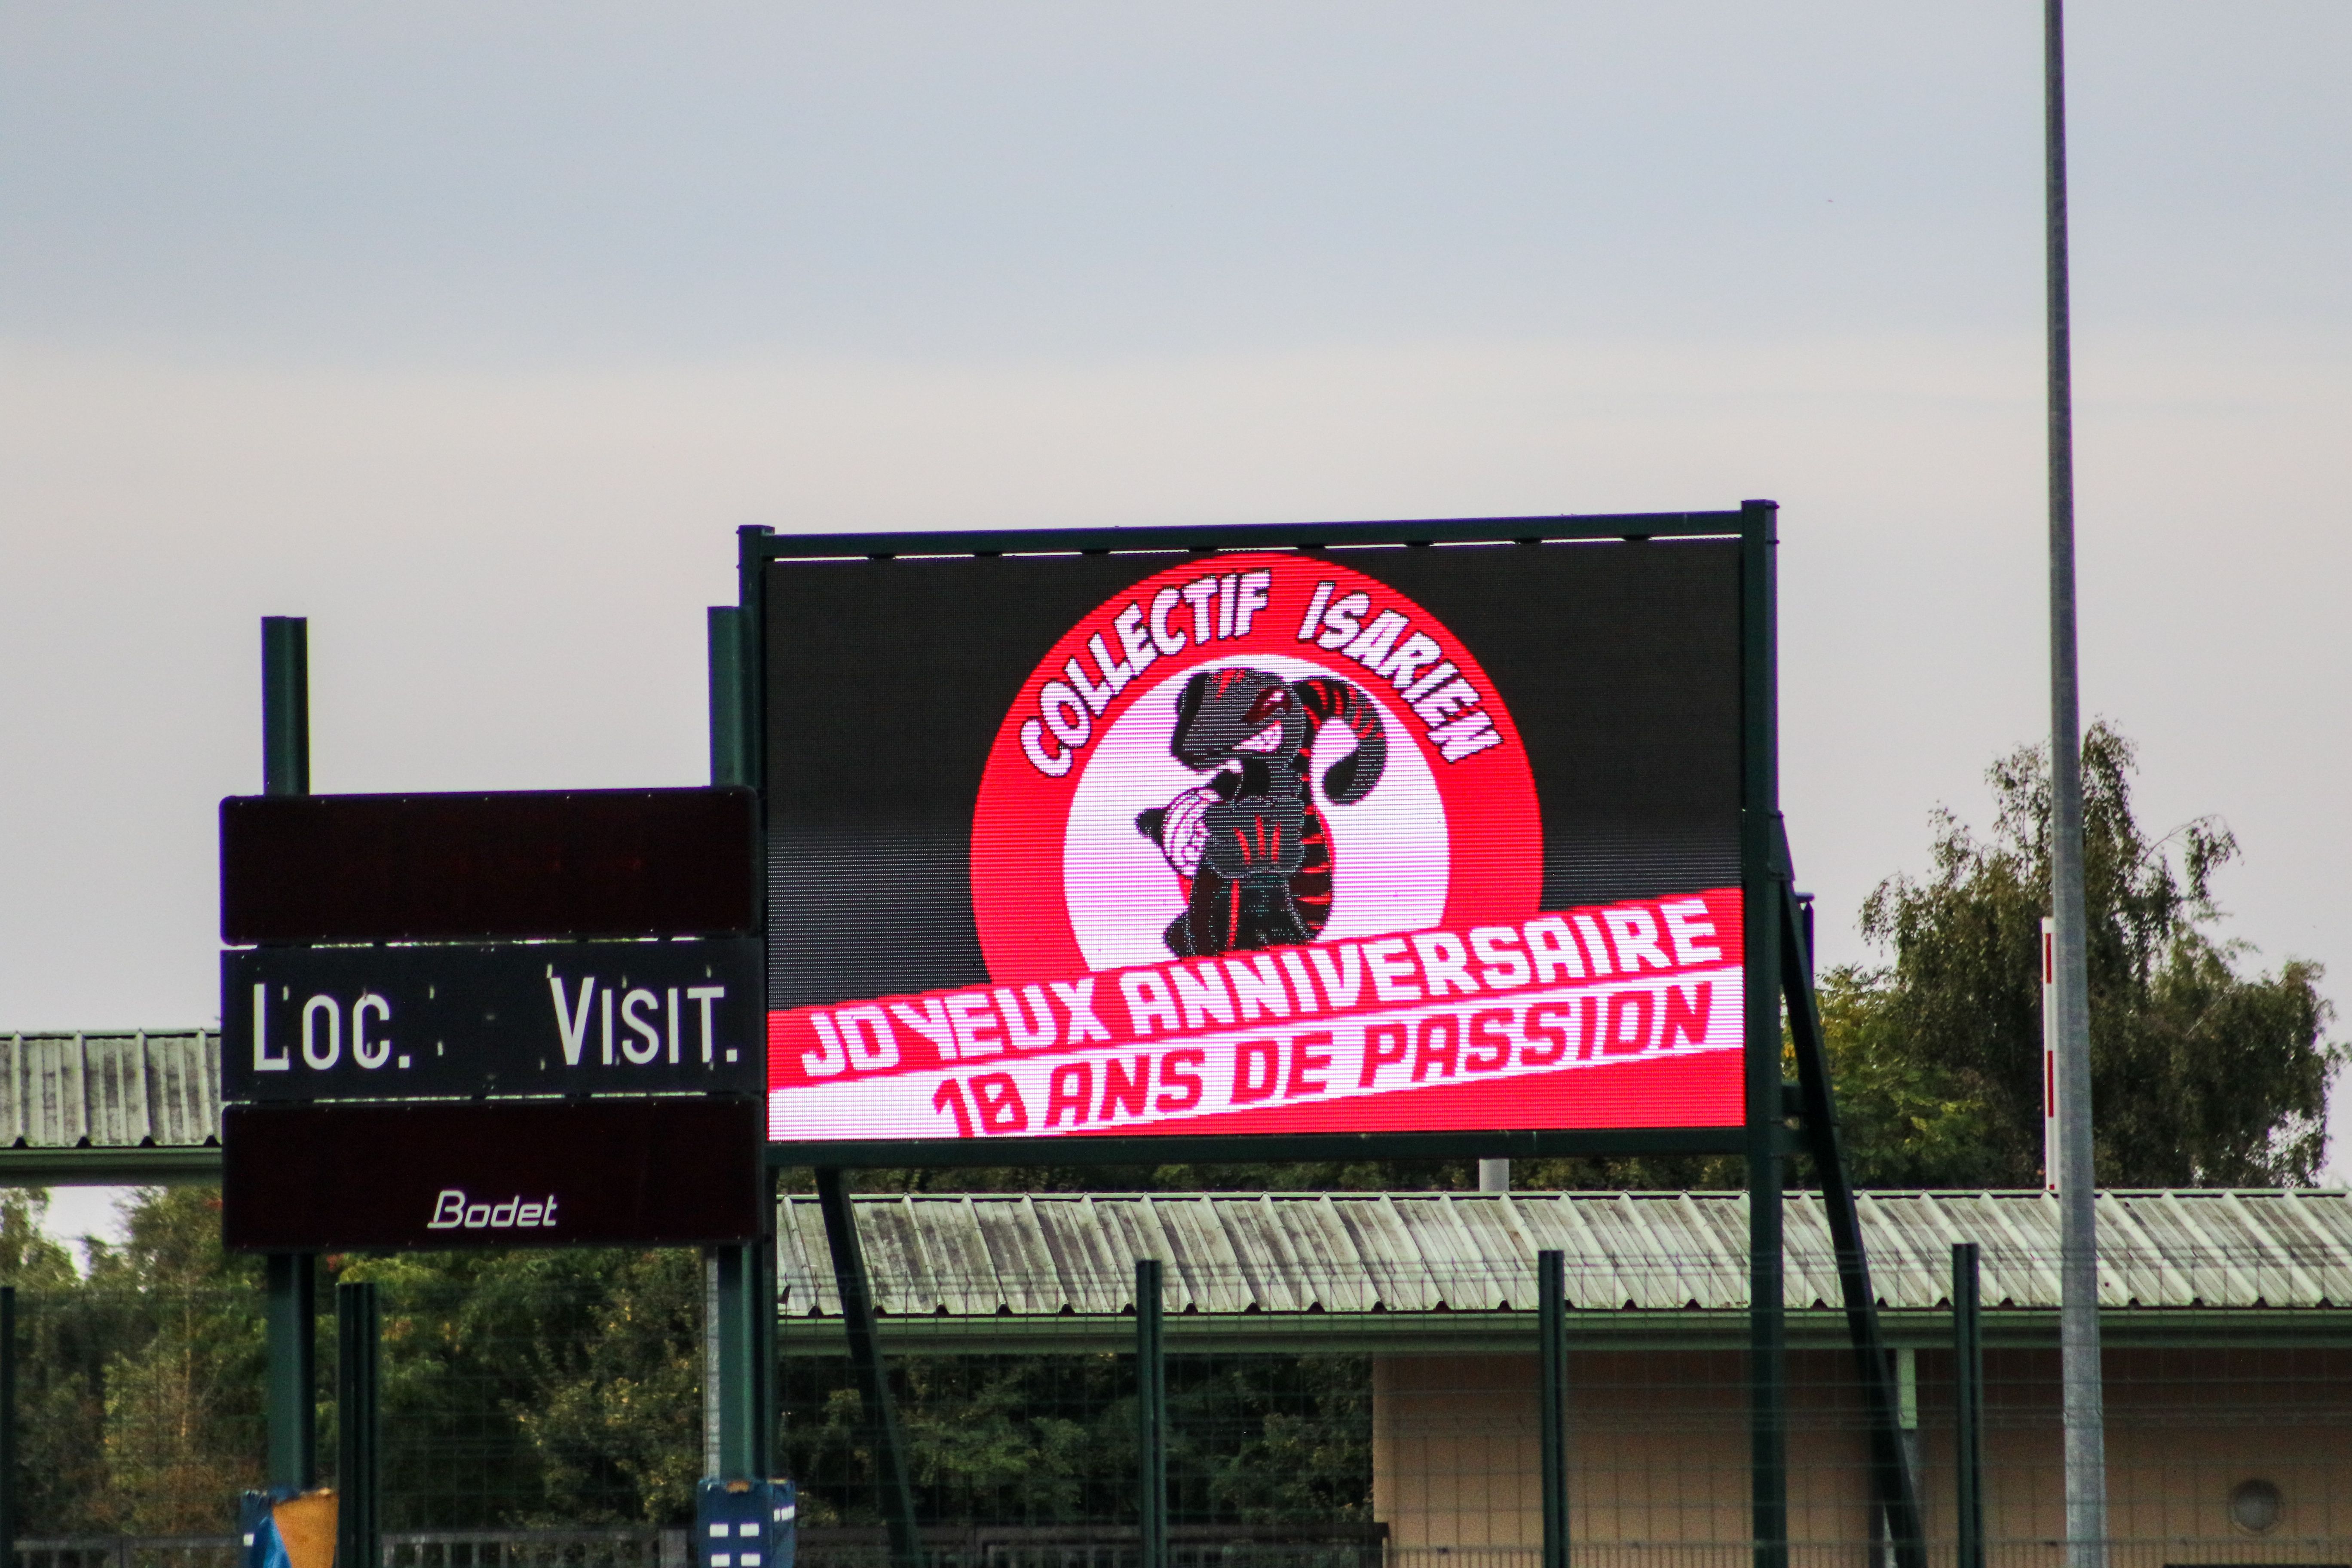 COLLECTIF ISARIEN
JOYEUX ANNIVERSAIRE
10 ANS DE PASSION
LOC. VISIT.
Bodet